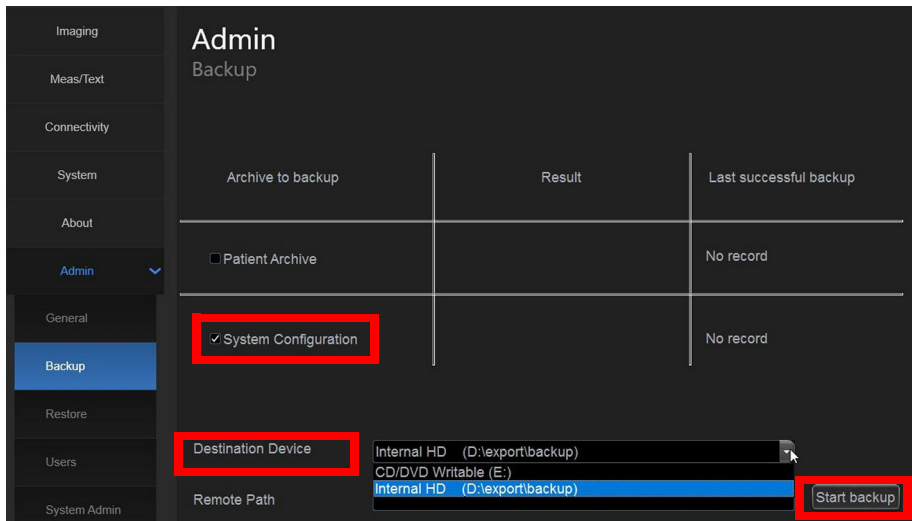 Imaging
Meas/Text
Connectivity
System
About
Admin
General
Backup
Restore
Users
System Admin
Admin
Backup
Archive to backup Result Last successful backup
Patient Archive No record
System Configuration No record
Destination Device Internal HD (D:\export\backup)
CD/DVD Writable (E:)
Internal HD (D:\export\backup)
Remote Path Start backup